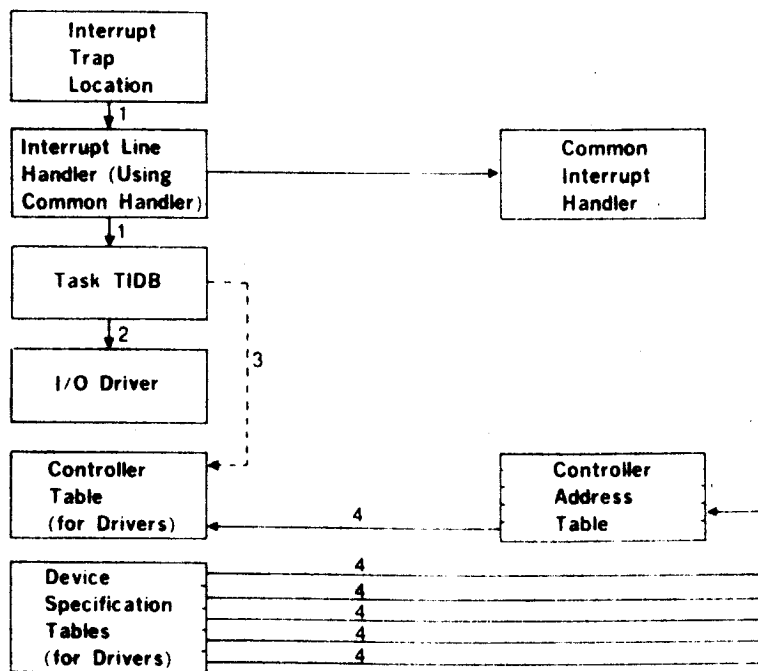 Interrupt
Trap
Location
1
Interrupt Line
Handler (Using
Common Handler)
Common
Interrupt
Handler
1
Task TIDB
2
3
I/O Driver
Controller
Table
(for Drivers)
4
Controller
Address
Table
Device
Specification
Tables
(for Drivers)
4
4
4
4
4